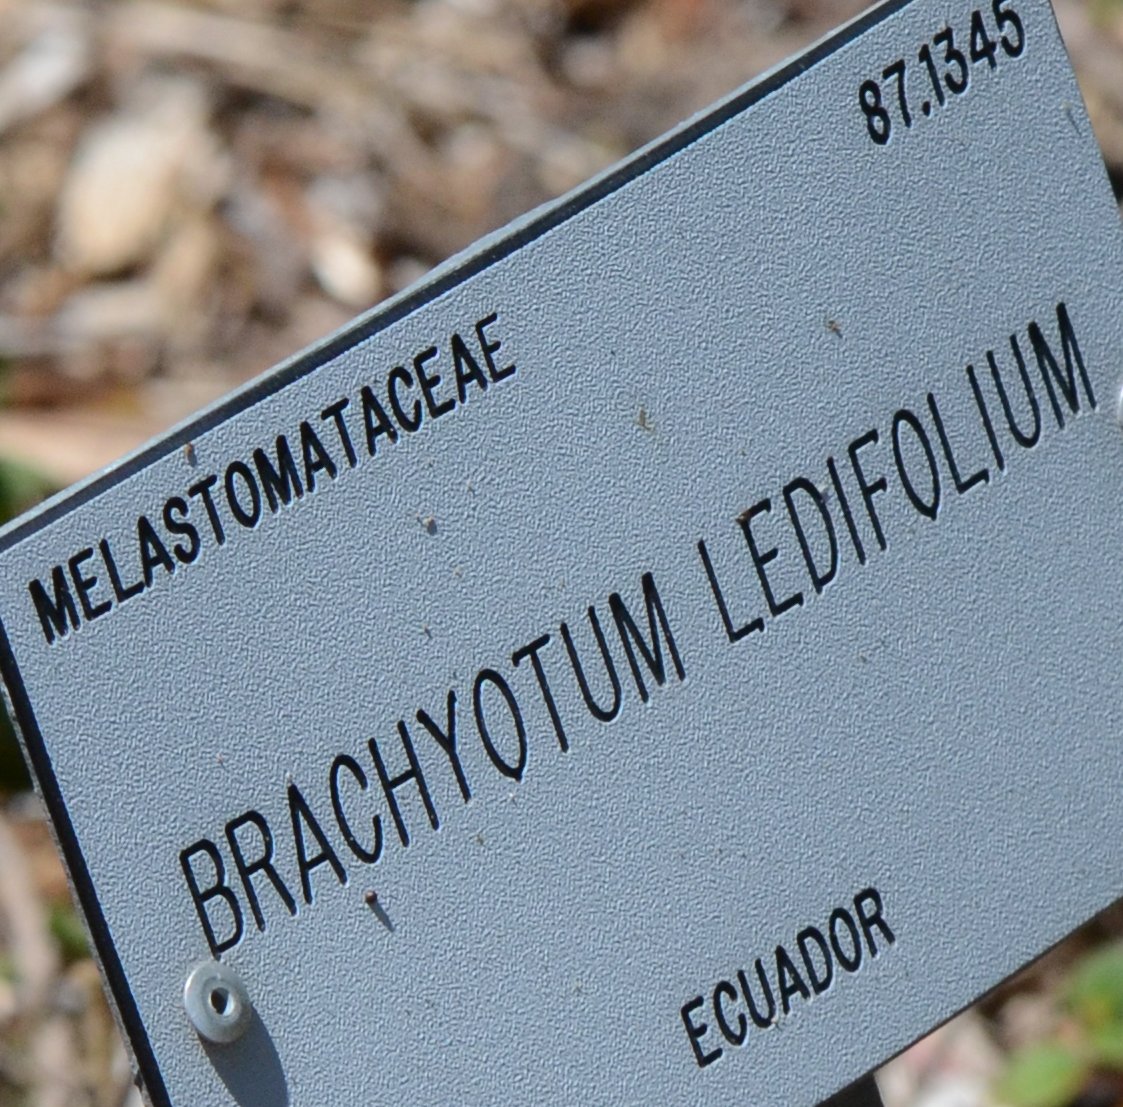 87.1345
MELASTOMATACEAE
BRACHYOTUM LEDIFOLIUM
ECUADOR